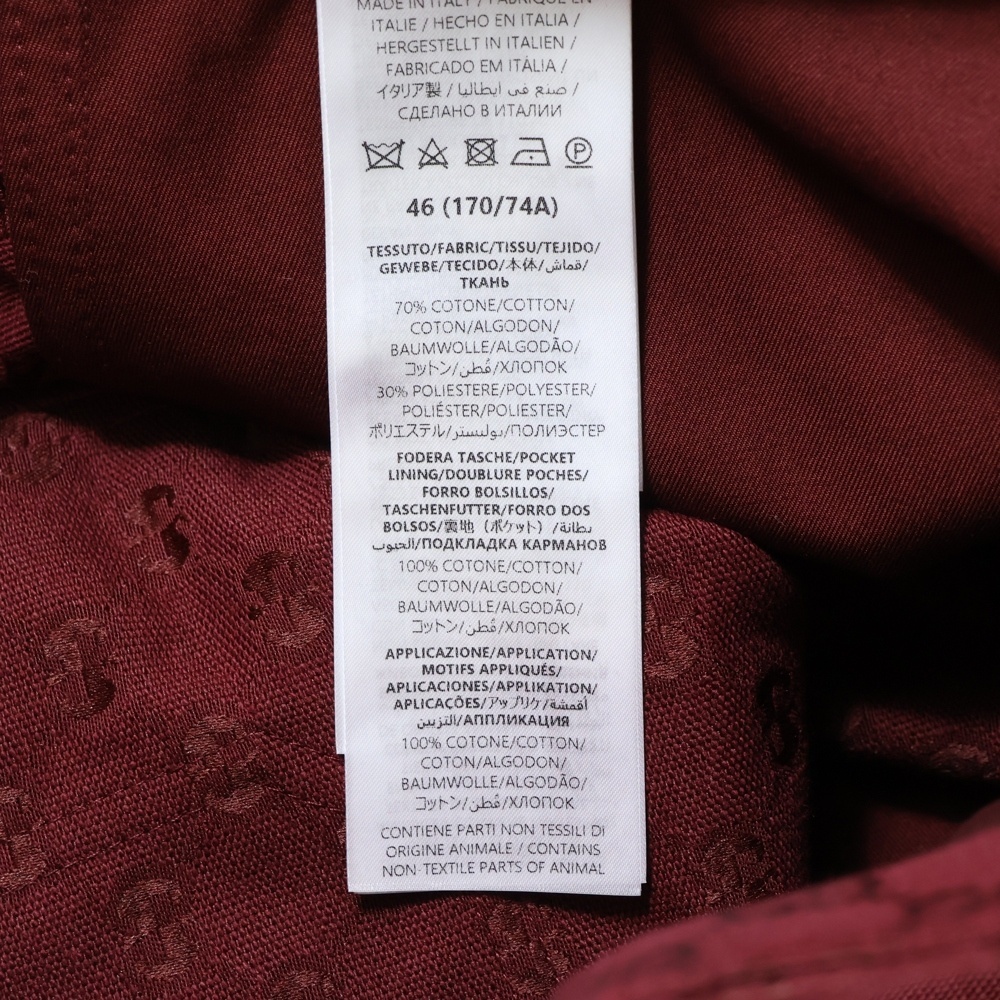 MADE IN ITALY / FABRIQUÉ EN
ITALIE / HECHO EN ITALIA /
HERGESTELLT IN ITALIEN /
FABRICADO EM ITÁLIA /
イタリア製 / صنع في ايطاليا /
СДЕЛАНО В ИТАЛИИ
P
46 (170/74A)
TESSUTO/FABRIC/TISSU/TEJIDO/
GEWEBE/TECIDO/本体/قماش/
ТКАНЬ
70% COTONE/COTTON/
COTON/ALGODON/
BAUMWOLLE/ALGODÃO/
コットン/قُطن/ХЛОПОК
30% POLIESTERE/POLYESTER/
POLIÉSTER/POLIESTER/
ポリエステル/بوليستر/ПОЛИЭСТЕР
FODERA TASCHE/POCKET
LINING/DOUBLURE POCHES/
FORRO BOLSILLOS/
TASCHENFUTTER/FORRO DOS
BOLSOS/裏地（ポケット）/بطانة
الجيوب/ПОДКЛАДКА КАРМАНОВ
100% COTONE/COTTON/
COTON/ALGODON/
BAUMWOLLE/ALGODÃO/
コットン/قُطن/ХЛОПОК
APPLICAZIONE/APPLICATION/
MOTIFS APPLIQUÉS/
APLICACIONES/APPLIKATION/
APLICAÇÕES/アップリケ/أقمشة
التزيين/АППЛИКАЦИЯ
100% COTONE/COTTON/
COTON/ALGODON/
BAUMWOLLE/ALGODÃO/
コットン/قُطن/ХЛОПОК
CONTIENE PARTI NON TESSILI DI
ORIGINE ANIMALE / CONTAINS
NON-TEXTILE PARTS OF ANIMAL